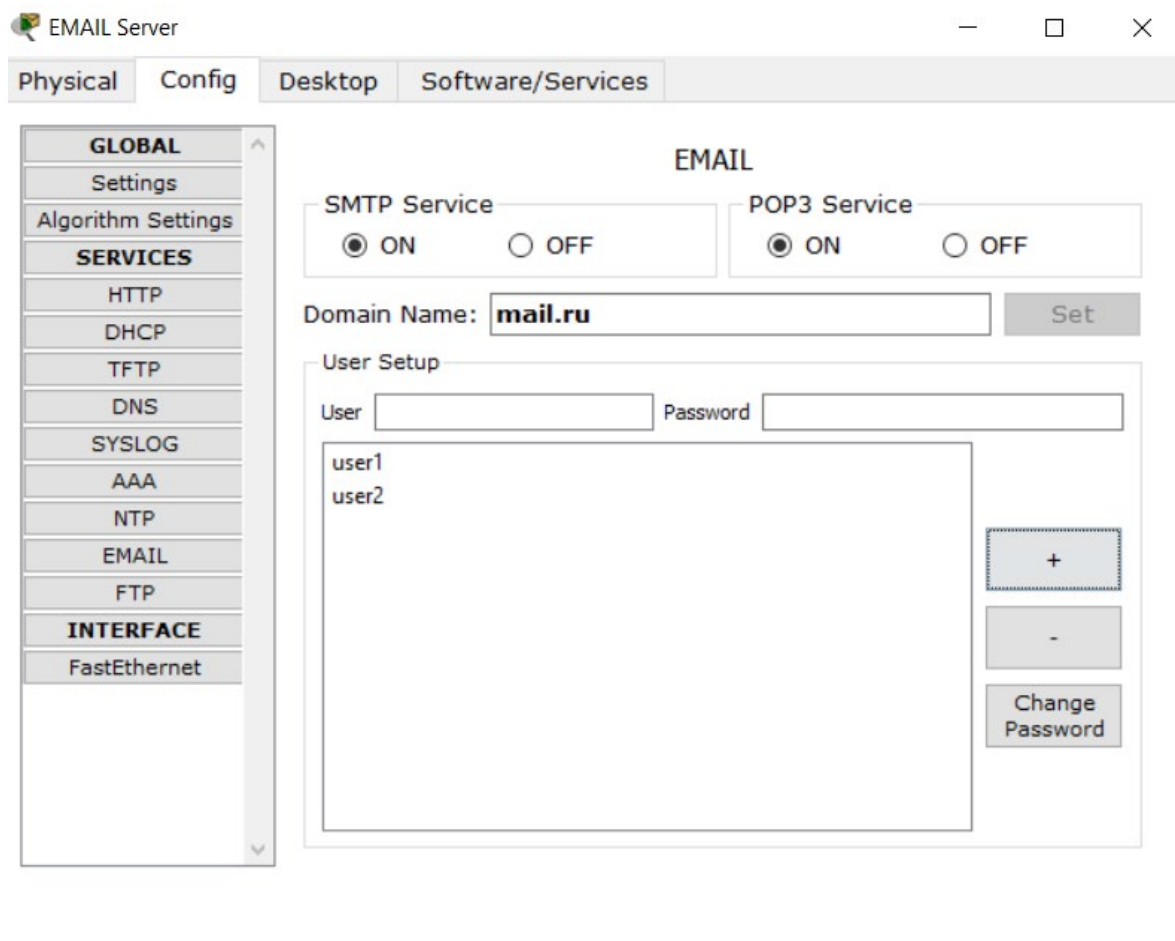 EMAIL Server
Physical Config Desktop Software/Services
GLOBAL
Settings
Algorithm Settings
SERVICES
HTTP
DHCP
TFTP
DNS
SYSLOG
AAA
NTP
EMAIL
FTP
INTERFACE
FastEthernet
EMAIL
SMTP Service POP3 Service
ON OFF ON OFF
Domain Name: mail.ru Set
User Setup
User Password
user1
user2
+
-
Change
Password